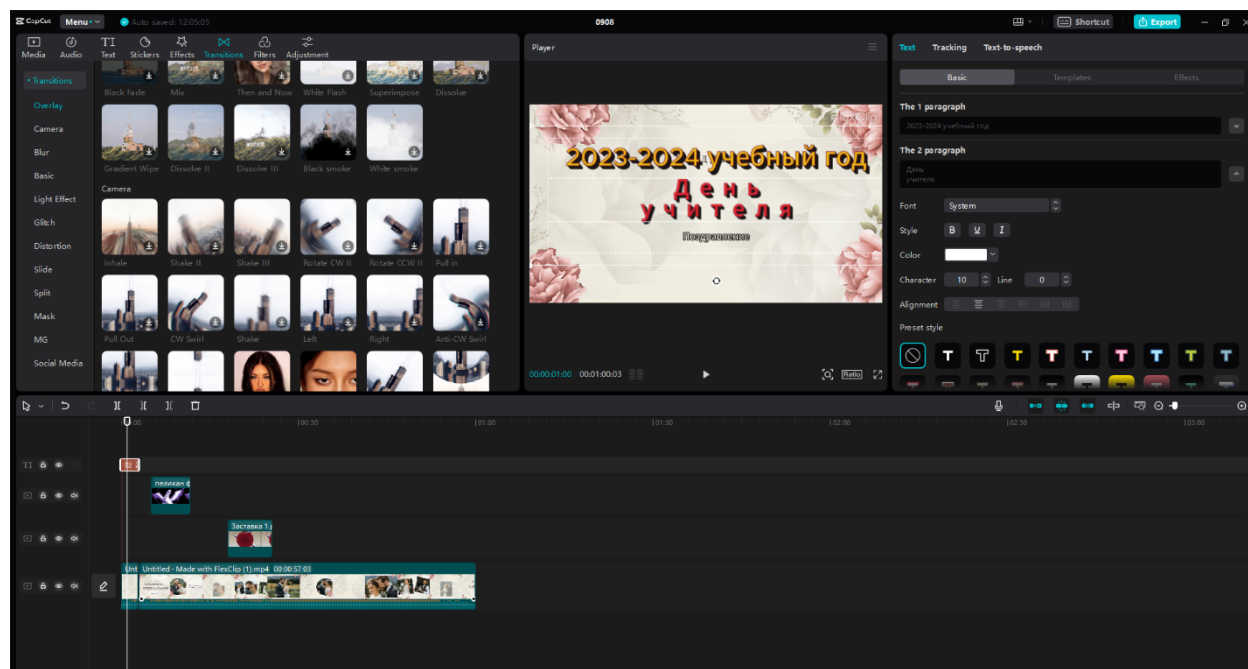 CapCut Menu Auto saved: 12:05:05 0908 Shortcut Export
Media Audio Text Stickers Effects Transitions Filters Adjustment
Transitions
Overlay
Camera
Blur
Basic
Light Effect
Glitch
Distortion
Slide
Split
Mask
MG
Social Media
Black fade Mix Then and Now White Flash Superimpose Dissolve
Gradient Wipe Dissolve II Dissolve III Black smoke White smoke
Camera
Inhale Shake II Shake III Rotate CW II Rotate CCW II Pull in
Pull Out CW Swirl Shake Left Right Anti-CW Swirl
Player
2023-2024 учебный год
День
учителя
Поздравление
00:00:01:00 00:01:00:03 Ratio
Text Tracking Text-to-speech
Basic Templates Effects
The 1 paragraph
2023-2024 учебный год
The 2 paragraph
День
учителя
Font System
Style B U I
Color
Character 10 Line 0
Alignment
Preset style
T T T T T T T T T
00:30 01:00 01:30 02:00 02:30 03:00
TI
пеликан ф
Заставка 1.
Unt Untitled - Made with FlexClip (1).mp4 00:00:57:03